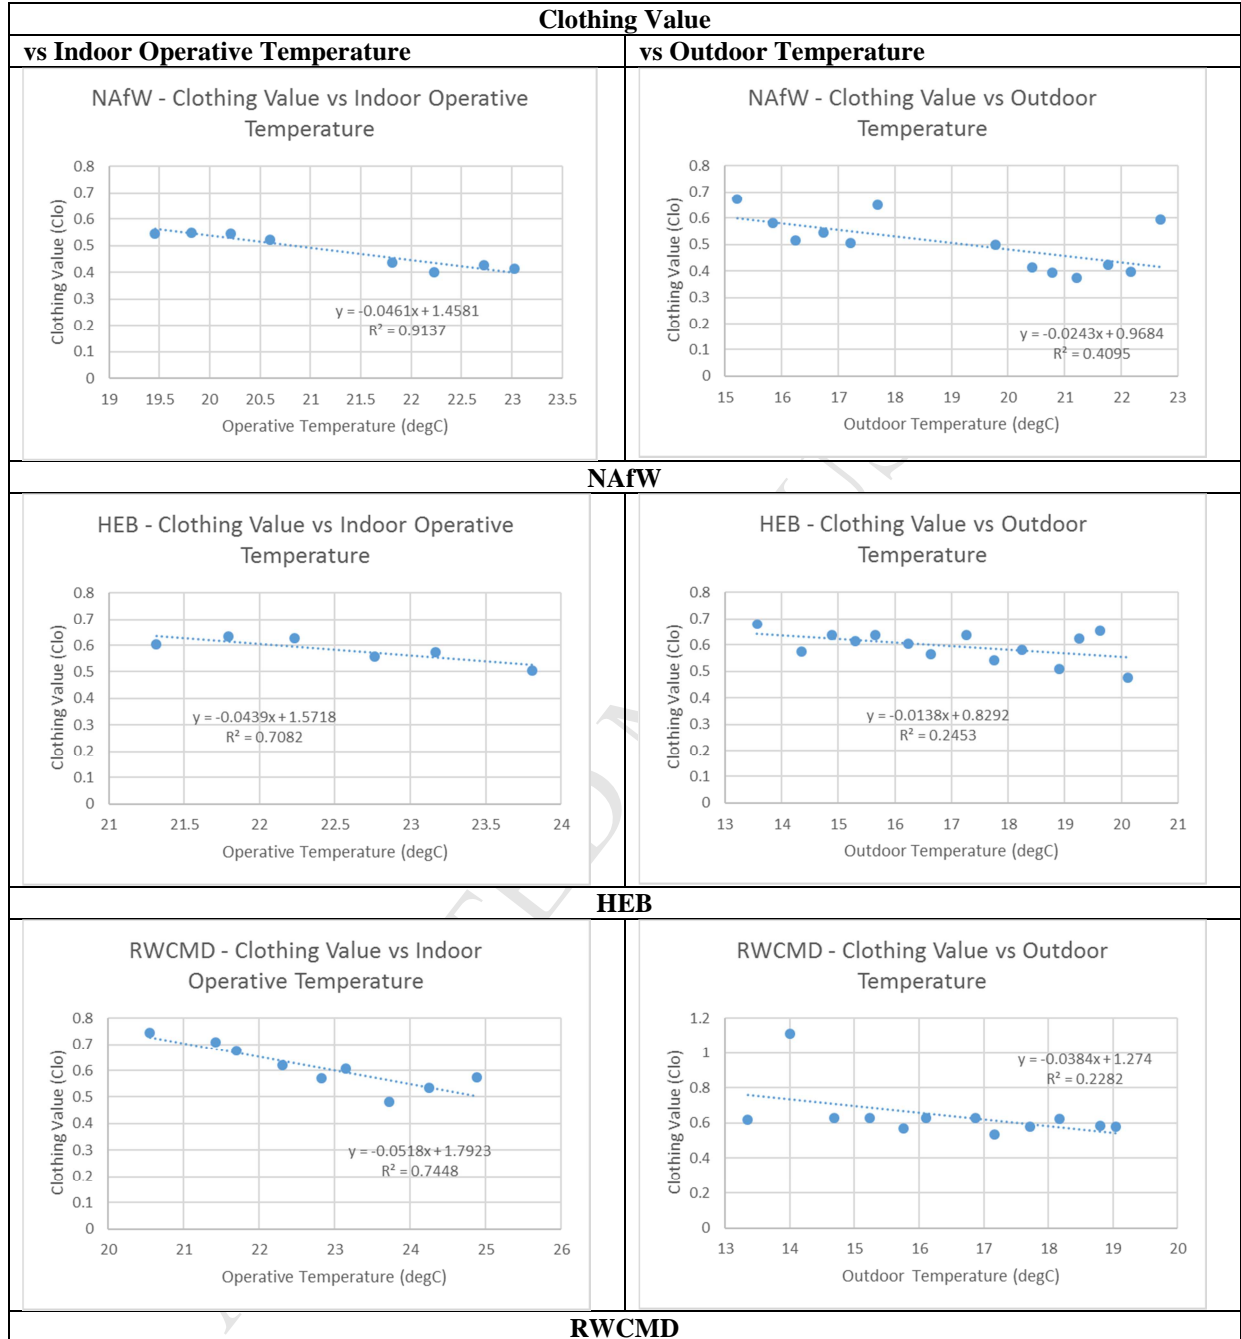 Clothing Value
vs Indoor Operative Temperature
vs Outdoor Temperature
NAfW - Clothing Value vs Indoor Operative
Temperature
0.8
0.7
0.6
0.5
0.4
0.3
0.2
0.1
0
Clothing Value (Clo)
y = -0.0461x + 1.4581
R² = 0.9137
19 19.5 20 20.5 21 21.5 22 22.5 23 23.5
Operative Temperature (degC)
NAfW - Clothing Value vs Outdoor
Temperature
0.8
0.7
0.6
0.5
0.4
0.3
0.2
0.1
0
Clothing Value (Clo)
y = -0.0243x + 0.9684
R² = 0.4095
15 16 17 18 19 20 21 22 23
Outdoor Temperature (degC)
NAfW
HEB - Clothing Value vs Indoor Operative
Temperature
0.8
0.7
0.6
0.5
0.4
0.3
0.2
0.1
0
Clothing Value (Clo)
y = -0.0439x + 1.5718
R² = 0.7082
21 21.5 22 22.5 23 23.5 24
Operative Temperature (degC)
HEB - Clothing Value vs Outdoor
Temperature
0.8
0.7
0.6
0.5
0.4
0.3
0.2
0.1
0
Clothing Value (Clo)
y = -0.0138x + 0.8292
R² = 0.2453
13 14 15 16 17 18 19 20 21
Outdoor Temperature (degC)
HEB
RWCMD - Clothing Value vs Indoor
Operative Temperature
0.8
0.7
0.6
0.5
0.4
0.3
0.2
0.1
0
Clothing Value (Clo)
y = -0.0518x + 1.7923
R² = 0.7448
20 21 22 23 24 25 26
Operative Temperature (degC)
RWCMD - Clothing Value vs Outdoor
Temperature
1.2
1
0.8
0.6
0.4
0.2
0
Clothing Value (Clo)
y = -0.0384x + 1.274
R² = 0.2282
13 14 15 16 17 18 19 20
Outdoor Temperature (degC)
RWCMD